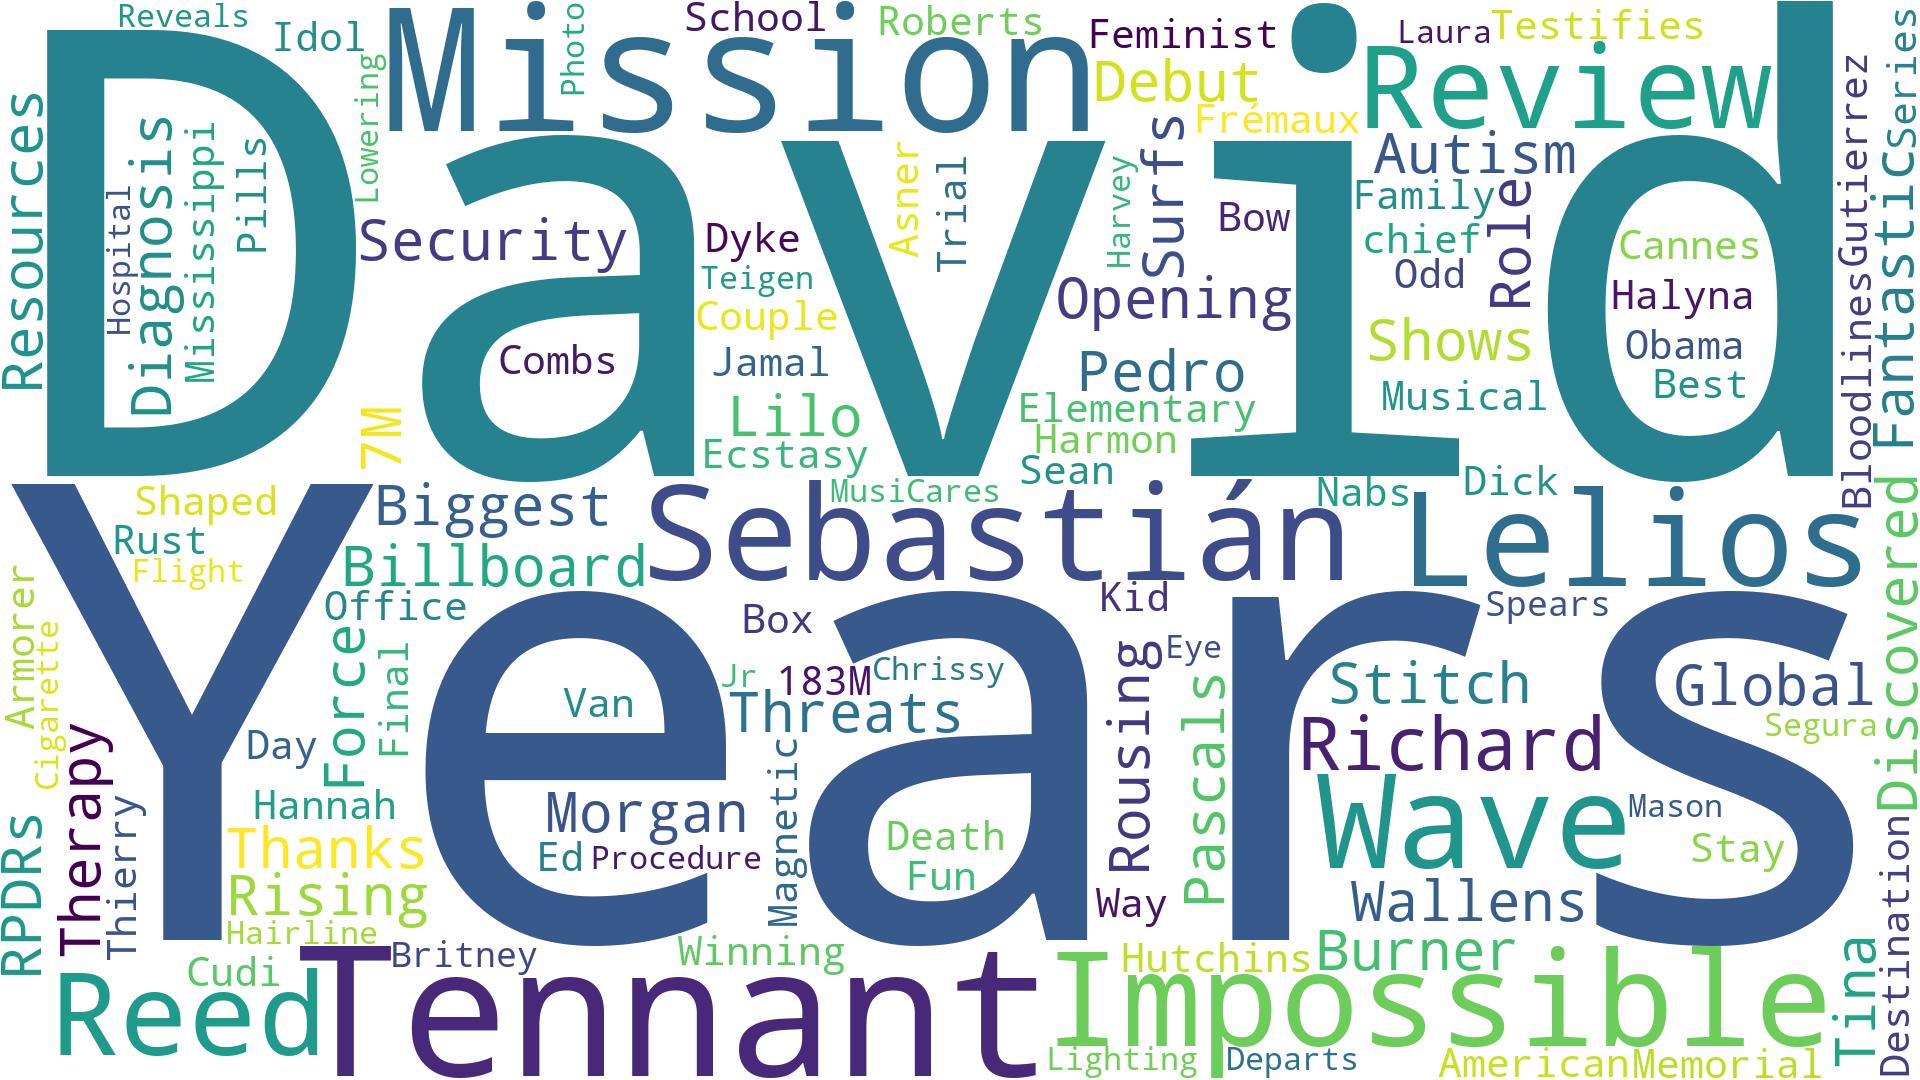 Reveals
Idol
Mission
Photo
School
Roberts
Feminist
Laura
Testifies
Series
Debut
Review
Frémaux
David
Resources
Hospital
Diagnosis
Mississippi
Pills
Lowering
Security
Dyke
Teigen
Couple
Combs
Jamal
Asner
Trial
Harvey
Surfs
Bow
Opening
Autism
Family
chief
Odd
Role
Cannes
Halyna
Obama
Best
Gutierrez
Fantastic
Bloodlines
7M
Lilo
Ecstasy
Pedro
Elementary
Harmon
Sean
Shows
Musical
MusiCares
Nabs
Dick
Shaped
Rust
Flight
Biggest
Billboard
Office
Sebastián
Lelios
Discovered
Years
Kid
Spears
Box
Armorer
Cigarette
Force
Final
Van
Jr
183M
Chrissy
Threats
Rousing
Eye
Pascals
Stitch
Global
Segura
Richard
Day
Therapy
Thierry
Hannah
Morgan
Magnetic
Wave
Mason
RPDRs
Thanks
Ed
Procedure
Death
Fun
Stay
Rising
Way
Wallens
Hairline
Britney
Winning
Hutchins
Burner
Cudi
Reed
Tennant
Impossible
Tina
Destination
Lighting
Departs
American
Memorial